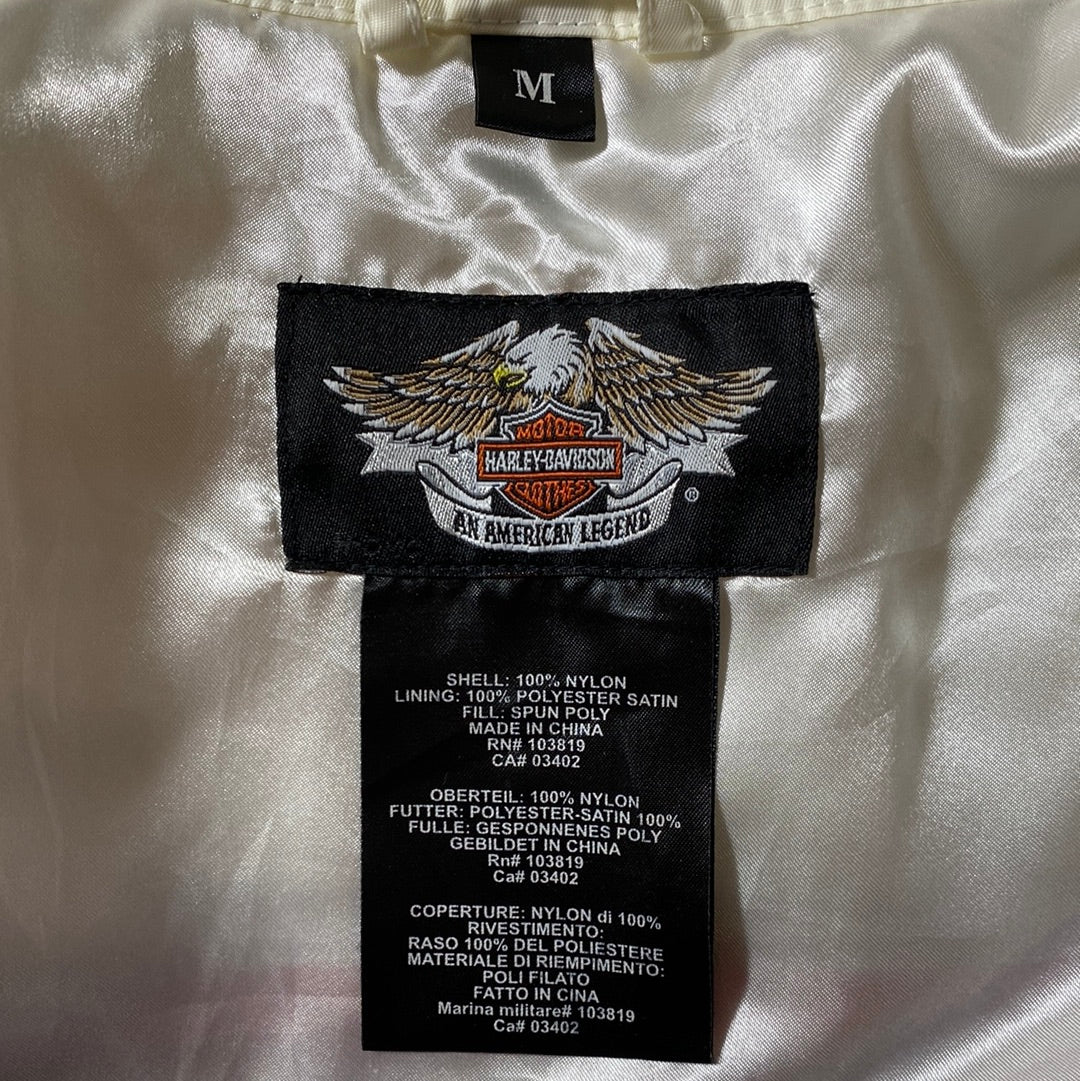 M
MOTOR
HARLEY-DAVIDSON
CLOTHES
®
AN AMERICAN LEGEND
SHELL: 100% NYLON
LINING: 100% POLYESTER SATIN
FILL: SPUN POLY
MADE IN CHINA
RN# 103819
CA# 03402
OBERTEIL: 100% NYLON
FUTTER: POLYESTER-SATIN 100%
FULLE: GESPONNENES POLY
GEBILDET IN CHINA
Rn# 103819
Ca# 03402
COPERTURE: NYLON di 100%
RIVESTIMENTO:
RASO 100% DEL POLIESTERE
MATERIALE DI RIEMPIMENTO:
POLI FILATO
FATTO IN CINA
Marina militare# 103819
Ca# 03402